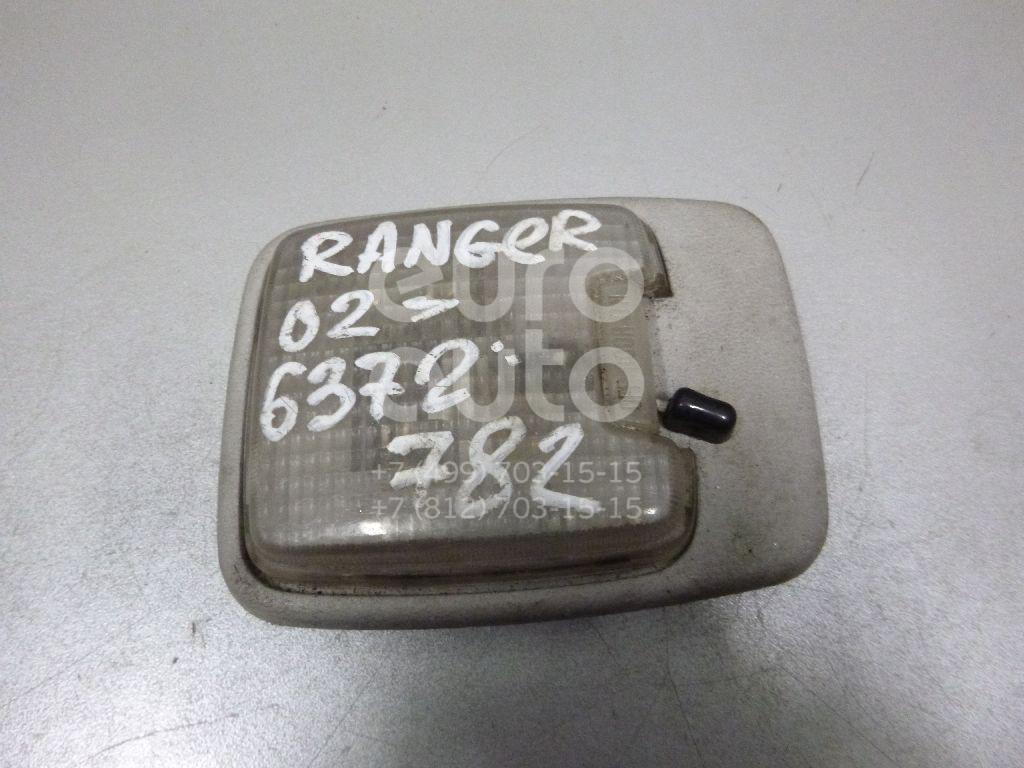 RANGeR
02>
6372
782
euro
auto
+7 (499) 703-15-15
+7 (812) 703-15-15